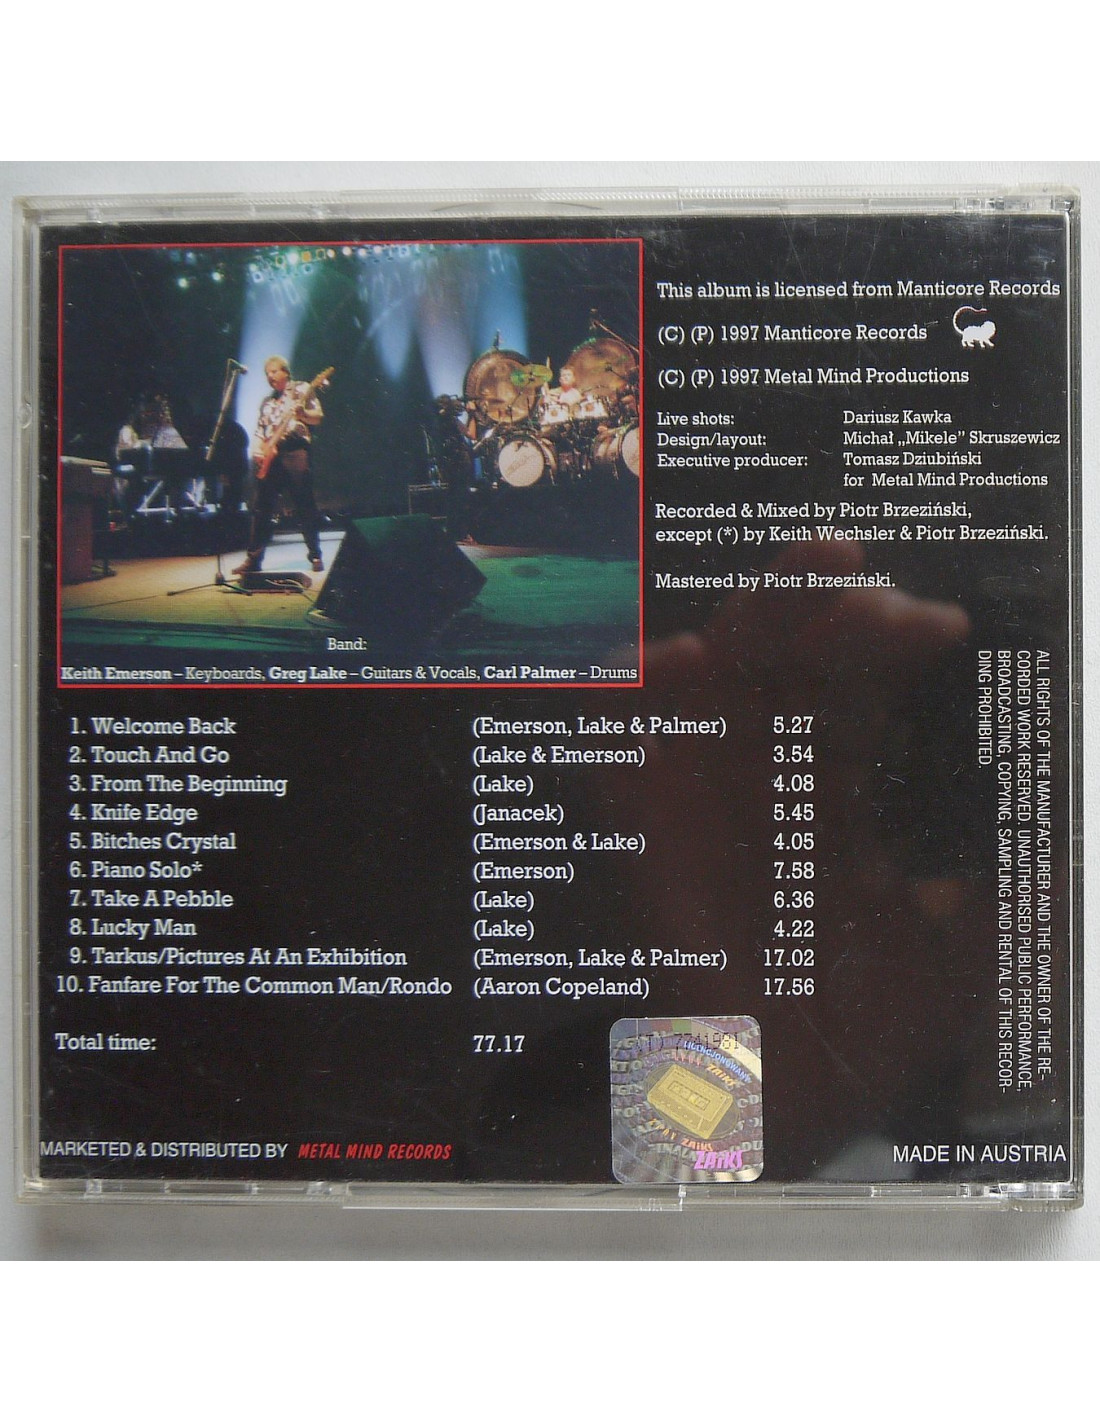 This album is licensed from Manticore Records
(C) (P) 1997 Manticore Records
(C) (P) 1997 Metal Mind Productions
Live shots: Dariusz Kawka
Design/layout: Michał „Mikele” Skruszewicz
Executive producer: Tomasz Dziubiński
for Metal Mind Productions
Recorded & Mixed by Piotr Brzeziński,
except (*) by Keith Wechsler & Piotr Brzeziński.
Mastered by Piotr Brzeziński.
Band:
Keith Emerson – Keyboards, Greg Lake – Guitars & Vocals, Carl Palmer – Drums
1. Welcome Back (Emerson, Lake & Palmer) 5.27
2. Touch And Go (Lake & Emerson) 3.54
3. From The Beginning (Lake) 4.08
4. Knife Edge (Janacek) 5.45
5. Bitches Crystal (Emerson & Lake) 4.05
6. Piano Solo* (Emerson) 7.58
7. Take A Pebble (Lake) 6.36
8. Lucky Man (Lake) 4.22
9. Tarkus/Pictures At An Exhibition (Emerson, Lake & Palmer) 17.02
10. Fanfare For The Common Man/Rondo (Aaron Copeland) 17.56
Total time: 77.17
ALL RIGHTS OF THE MANUFACTURER AND THE OWNER OF THE RE-
CORDED WORK RESERVED. UNAUTHORISED PUBLIC PERFORMANCE,
BROADCASTING, COPYING, SAMPLING AND RENTAL OF THIS RECOR-
DING PROHIBITED.
ZAIKS
ZAiKS
MARKETED & DISTRIBUTED BY METAL MIND RECORDS
MADE IN AUSTRIA